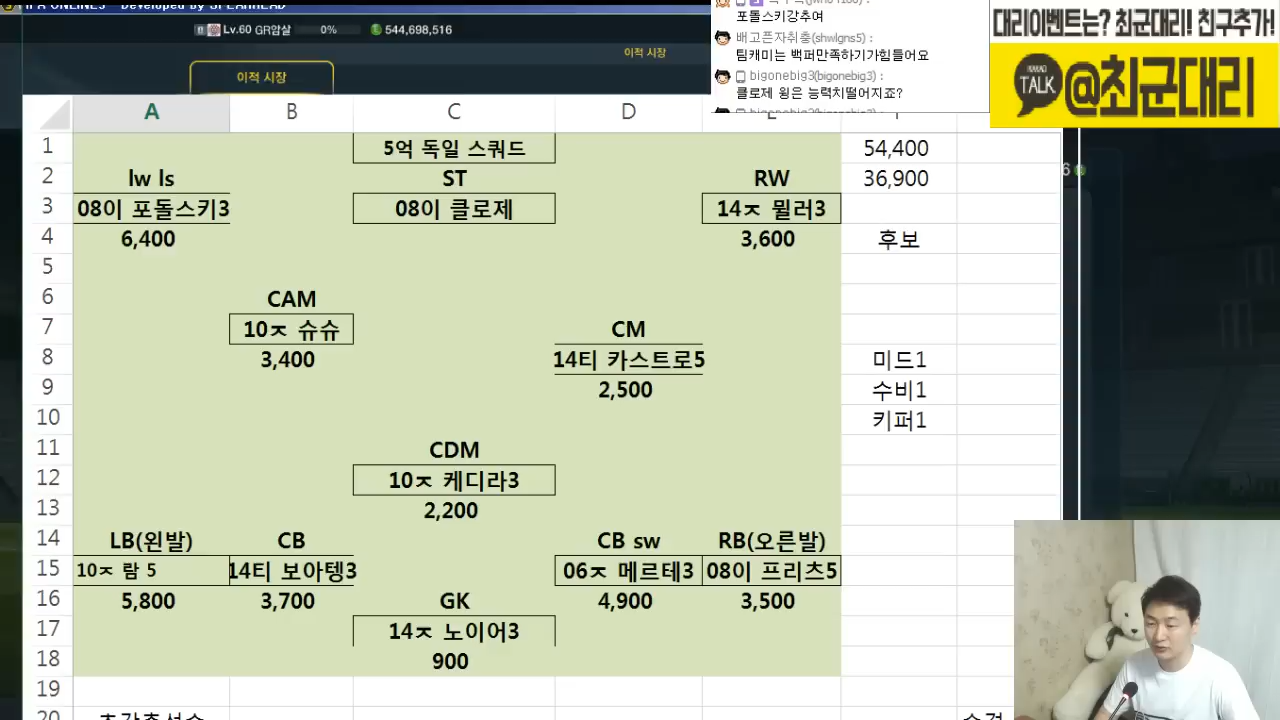 FIFA ONLINE3 - Developed by SPEARHEAD
Lv.60 GR암살 0% 544,698,516
이적 시장
이적 시장
포돌스키강추여
배고픈자취충(shwigns5) :
팀캐미는 백퍼만족하기가힘들어요
bigonebig3(bigonebig3) :
클로제 윙은 능력치떨어지죠?
대리이벤트는? 최군대리! 친구추가!
TALK @최군대리
A B C D E F
1 5억 독일 스쿼드 54,400
2 lw ls ST RW 36,900
3 08이 포돌스키3 08이 클로제 14ㅈ 뮐러3
4 6,400 3,600 후보
5
6 CAM
7 10ㅈ 슈슈 CM
8 3,400 14티 카스트로5 미드1
9 2,500 수비1
10 키퍼1
11 CDM
12 10ㅈ 케디라3
13 2,200
14 LB(왼발) CB CB sw RB(오른발)
15 10ㅈ 람 5 14티 보아텡3 06ㅈ 메르테3 08이 프리츠5
16 5,800 3,700 GK 4,900 3,500
17 14ㅈ 노이어3
18 900
19
20